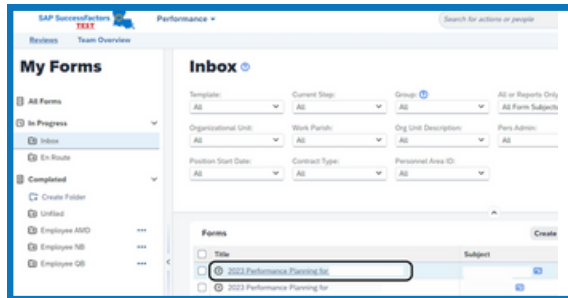 SAP SuccessFactors
TEST
Performance
Search for actions or people
Reviews Team Overview
My Forms
All Forms
In Progress
Inbox
En Route
Completed
Create Folder
Unfiled
Employee AMD
Employee NB
Employee QB
Inbox
Template: Current Step: Group: All or Reports Only
All All All All Form Subjects
Organizational Unit: Work Parish: Org Unit Description: Pers Admin:
All All All All
Position Start Date: Contract Type: Personnel Area ID:
All All All
Forms Create
Title Subject
2023 Performance Planning for
2023 Performance Planning for